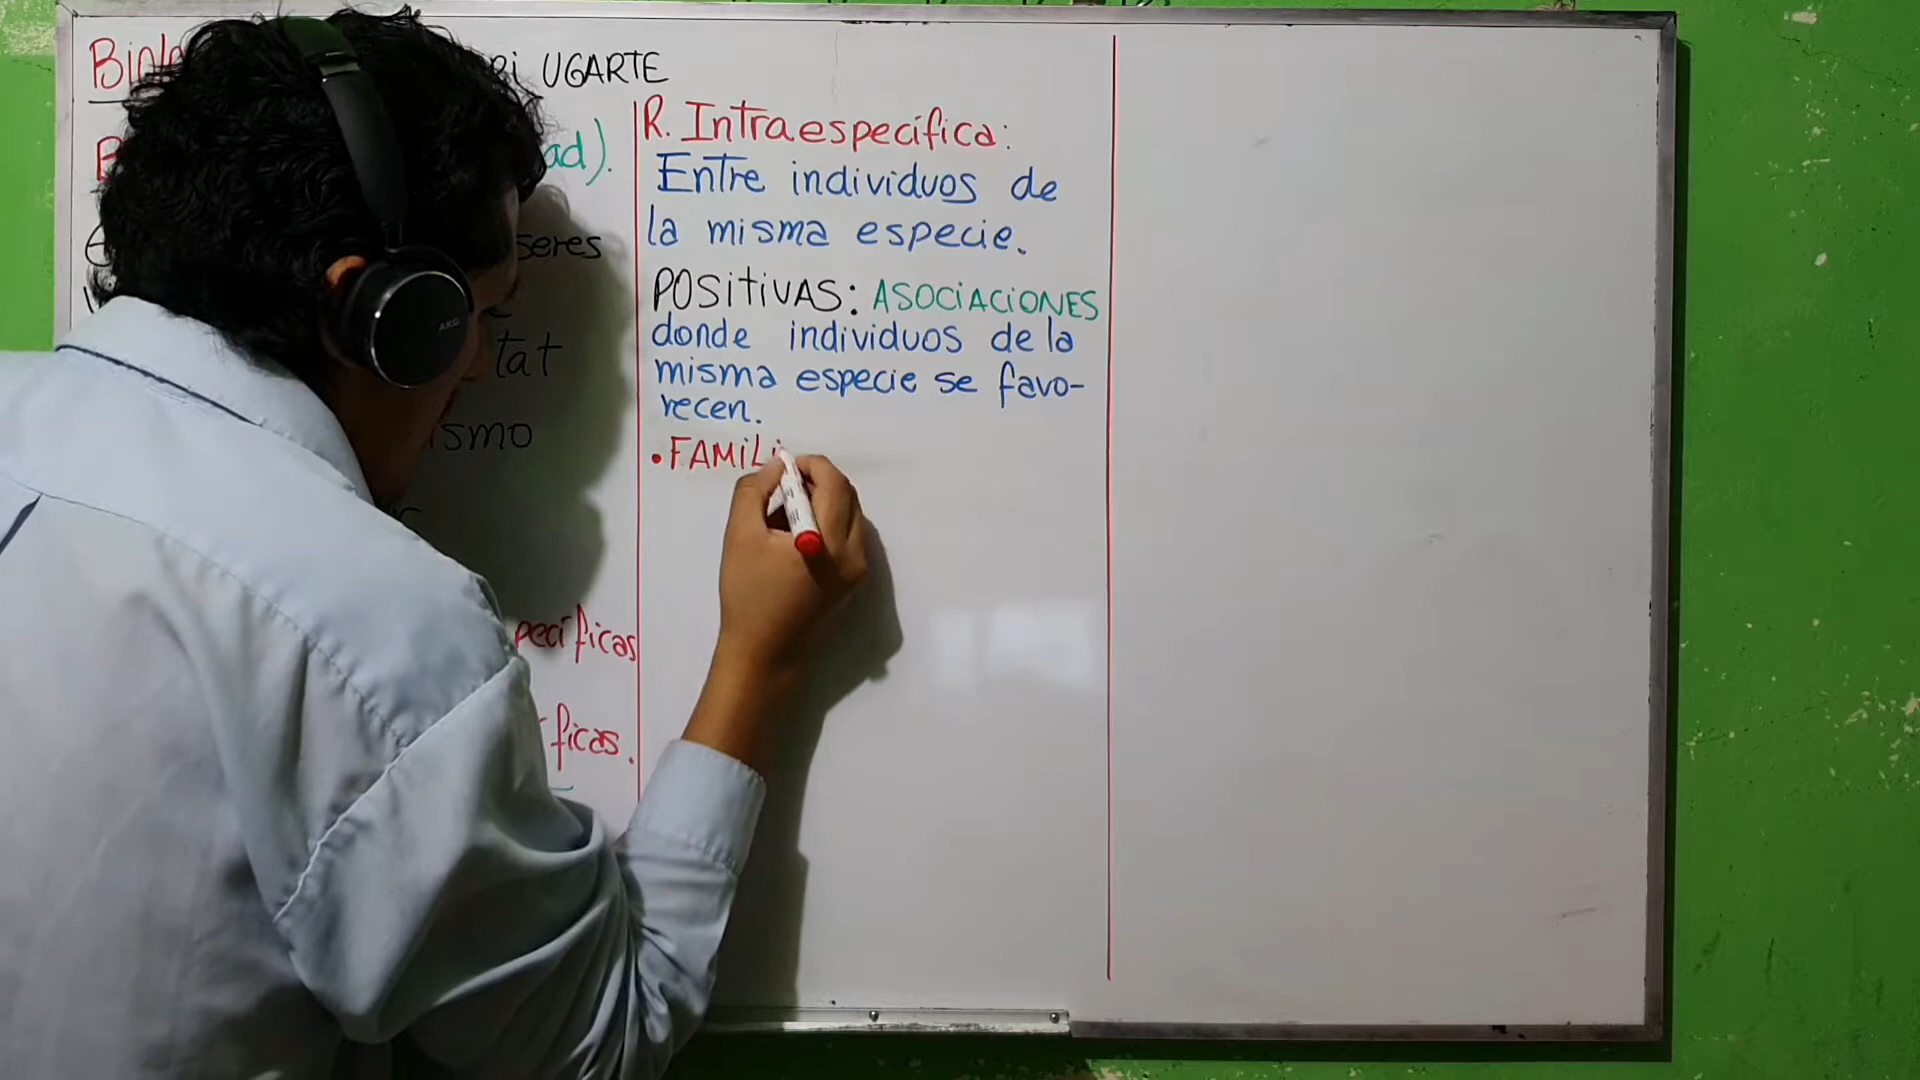 UGARTE
ad).
seres
tat
ismo
pecíficas
ficas.
R. Intraespecífica:
Entre individuos de
la misma especie.
POSitiVAS: ASOCiACiONES
donde individuos de la
misma especie se favo-
recen.
• FAMiLi
AKG